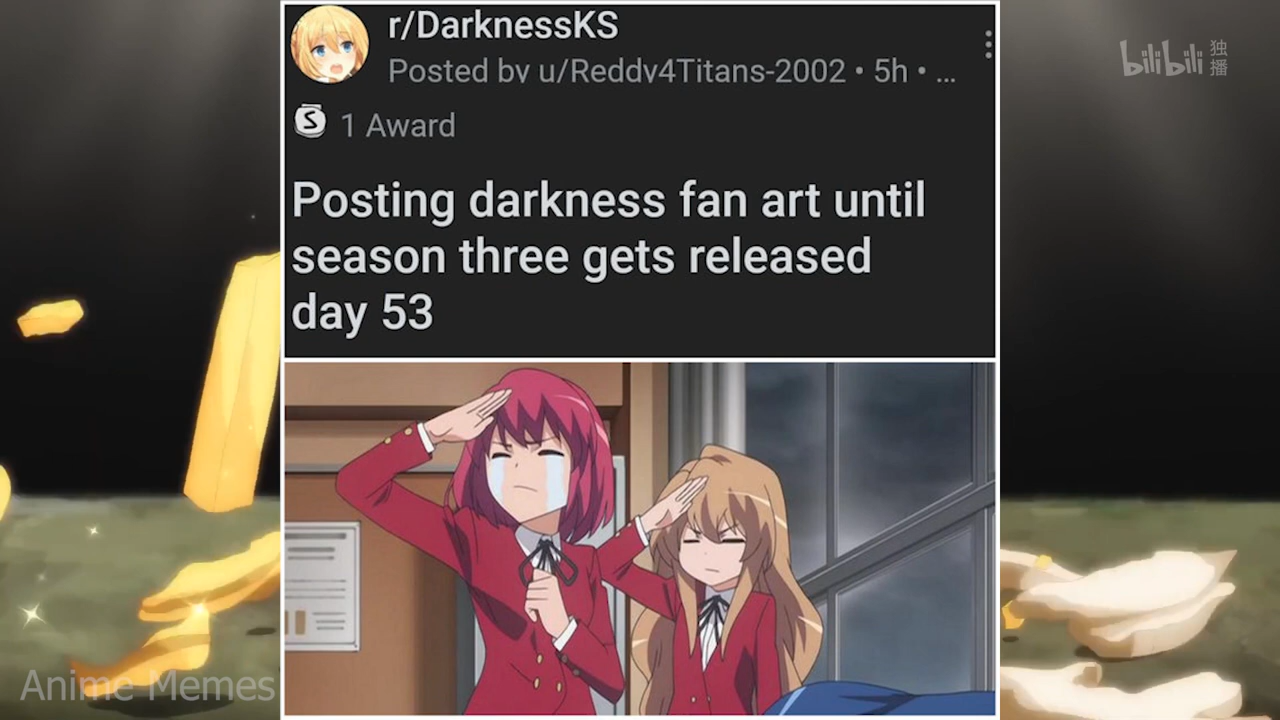 r/DarknessKS
Posted by u/Reddy4Titans-2002 • 5h • ...
1 Award
Posting darkness fan art until
season three gets released
day 53
bilibili 独播
Anime Memes